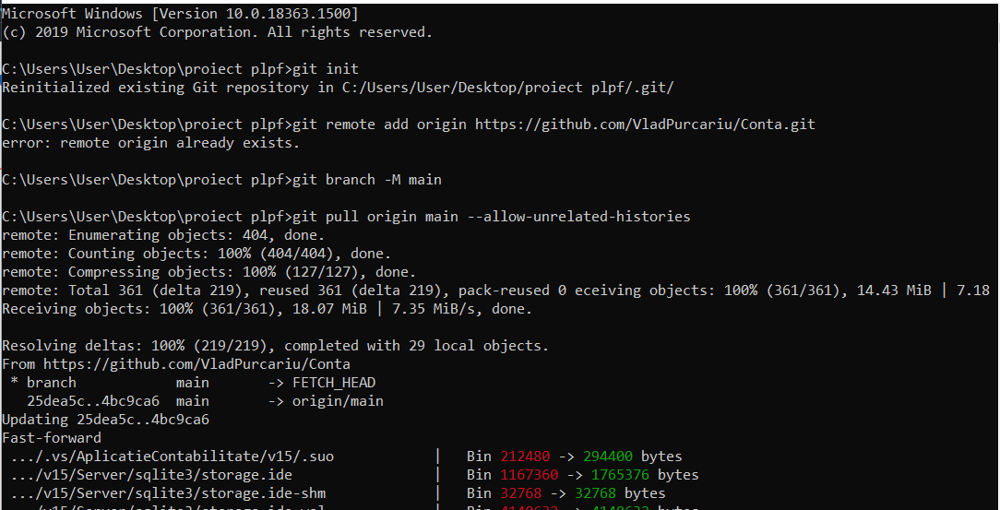 Microsoft Windows [Version 10.0.18363.1500]
(c) 2019 Microsoft Corporation. All rights reserved.
C:\Users\User\Desktop\proiect plpf>git init
Reinitialized existing Git repository in C:/Users/User/Desktop/proiect plpf/.git/
C:\Users\User\Desktop\proiect plpf>git remote add origin https://github.com/VladPurcariu/Conta.git
error: remote origin already exists.
C:\Users\User\Desktop\proiect plpf>git branch -M main
C:\Users\User\Desktop\proiect plpf>git pull origin main --allow-unrelated-histories
remote: Enumerating objects: 404, done.
remote: Counting objects: 100% (404/404), done.
remote: Compressing objects: 100% (127/127), done.
remote: Total 361 (delta 219), reused 361 (delta 219), pack-reused 0 eceiving objects: 100% (361/361), 14.43 MiB | 7.18
Receiving objects: 100% (361/361), 18.07 MiB | 7.35 MiB/s, done.
Resolving deltas: 100% (219/219), completed with 29 local objects.
From https://github.com/VladPurcariu/Conta
 * branch            main       -> FETCH_HEAD
   25dea5c..4bc9ca6  main       -> origin/main
Updating 25dea5c..4bc9ca6
Fast-forward
 .../.vs/AplicatieContabilitate/v15/.suo            |   Bin 212480 -> 294400 bytes
 .../v15/Server/sqlite3/storage.ide                 |   Bin 1167360 -> 1765376 bytes
 .../v15/Server/sqlite3/storage.ide-shm             |   Bin 32768 -> 32768 bytes